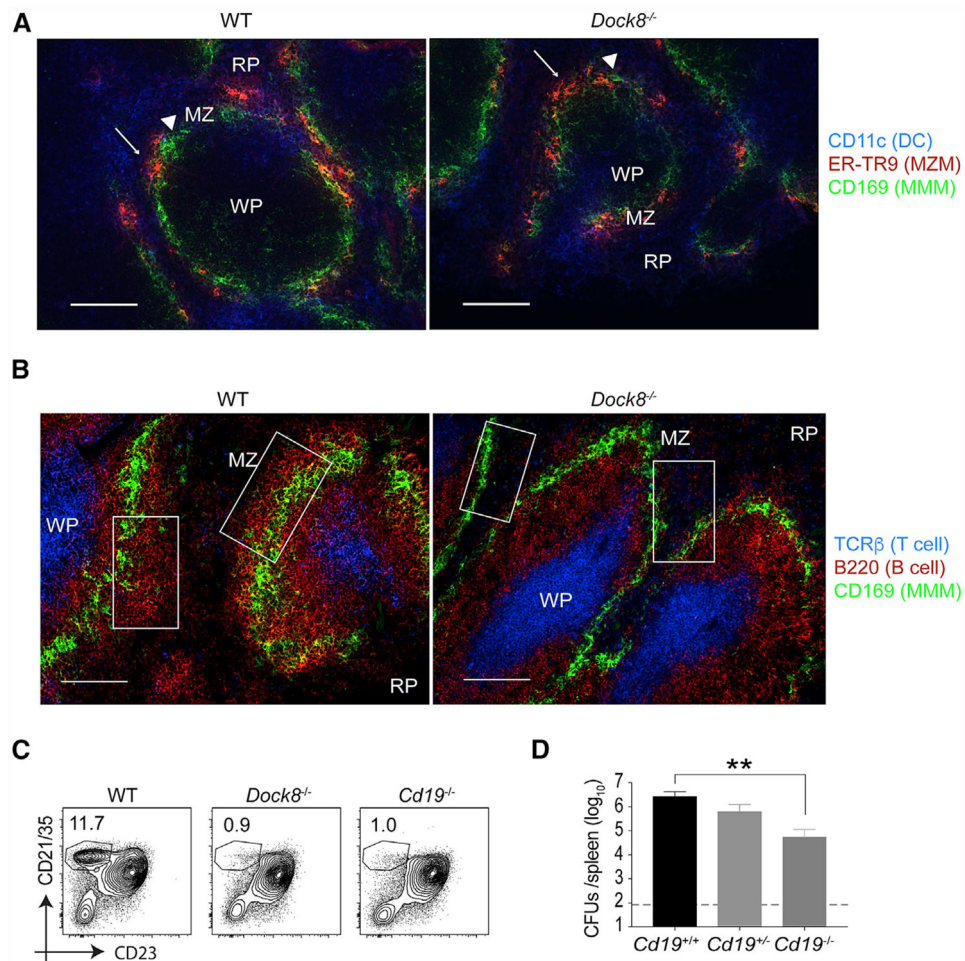 A
WT
Dock8-/-
RP
MZ
WP
WP
MZ
RP
CD11c (DC)
ER-TR9 (MZM)
CD169 (MMM)
B
WT
Dock8-/-
MZ
WP
RP
MZ
RP
WP
TCRβ (T cell)
B220 (B cell)
CD169 (MMM)
C
WT
Dock8-/-
Cd19-/-
11.7
0.9
1.0
CD21/35
CD23
D
**
CFUs /spleen (log10)
7
6
5
4
3
2
1
Cd19+/+
Cd19+/-
Cd19-/-